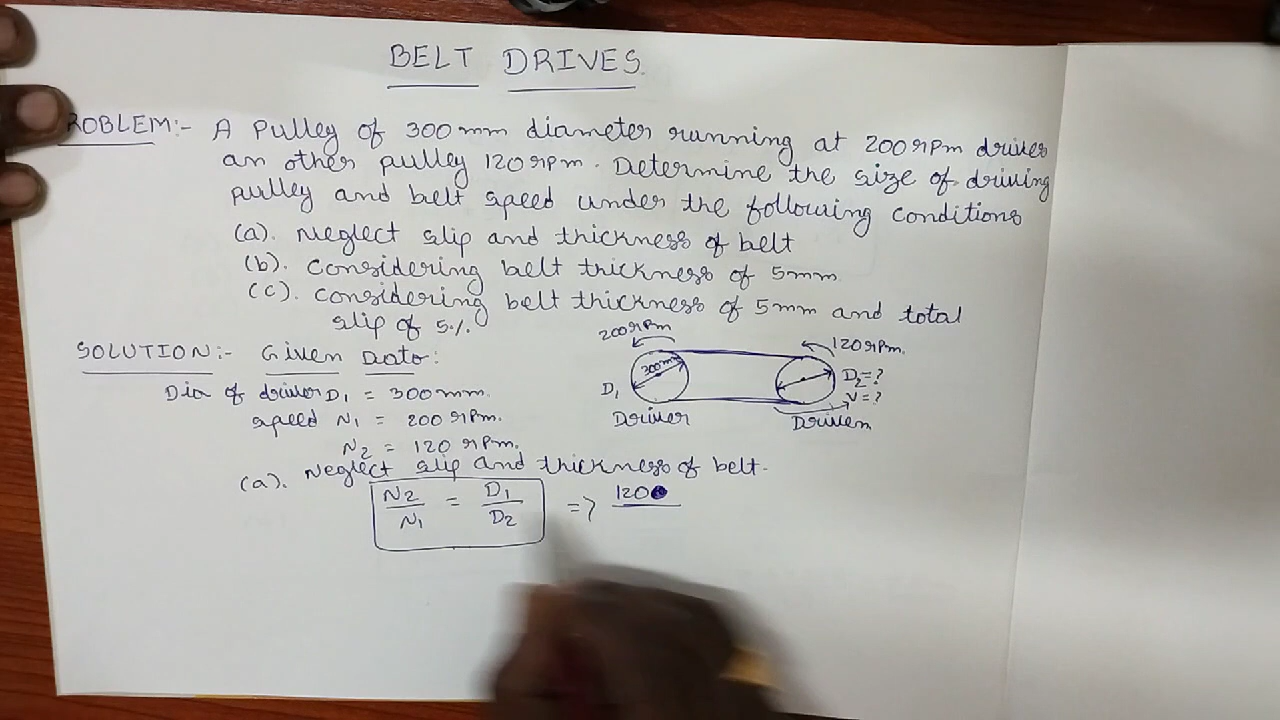 BELT DRIVES
ROBLEM:- A Pulley of 300mm diameter running at 200rpm drives
an other pulley 120rpm. Determine the size of driving
pulley and belt speed under the following conditions
(a). Neglect slip and thickness of belt
(b). Considering belt thickness of 5mm
(c). Considering belt thickness of 5mm and total
slip of 5%.
SOLUTION:- Given Data:
Dia of driver D1 = 300mm.
speed N1 = 200rpm.
N2 = 120rpm.
200rpm
120rpm.
300mm
D1
D2=?
V=?
Driver
Driven
(a). Neglect slip and thickness of belt.
N2/N1 = D1/D2 => 120